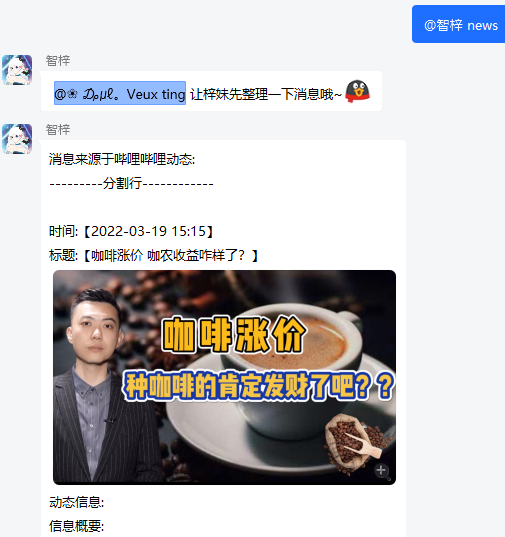 @智梓 news
智梓
@❀ 𝒟ℴ𝓊ℓ。Veux ting 让梓妹先整理一下消息哦~
智梓
消息来源于哔哩哔哩动态:
---------分割行------------
时间:【2022-03-19 15:15】
标题:【咖啡涨价 咖农收益咋样了？】
咖啡涨价
种咖啡的肯定发财了吧？？
动态信息:
信息概要: